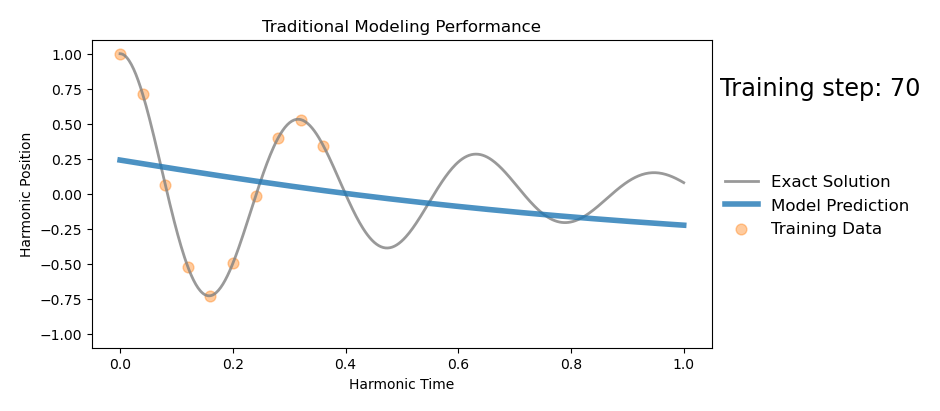 Traditional Modeling Performance
Training step: 70
Harmonic Position
1.00
0.75
0.50
0.25
0.00
−0.25
−0.50
−0.75
−1.00
Exact Solution
Model Prediction
Training Data
0.0 0.2 0.4 0.6 0.8 1.0
Harmonic Time